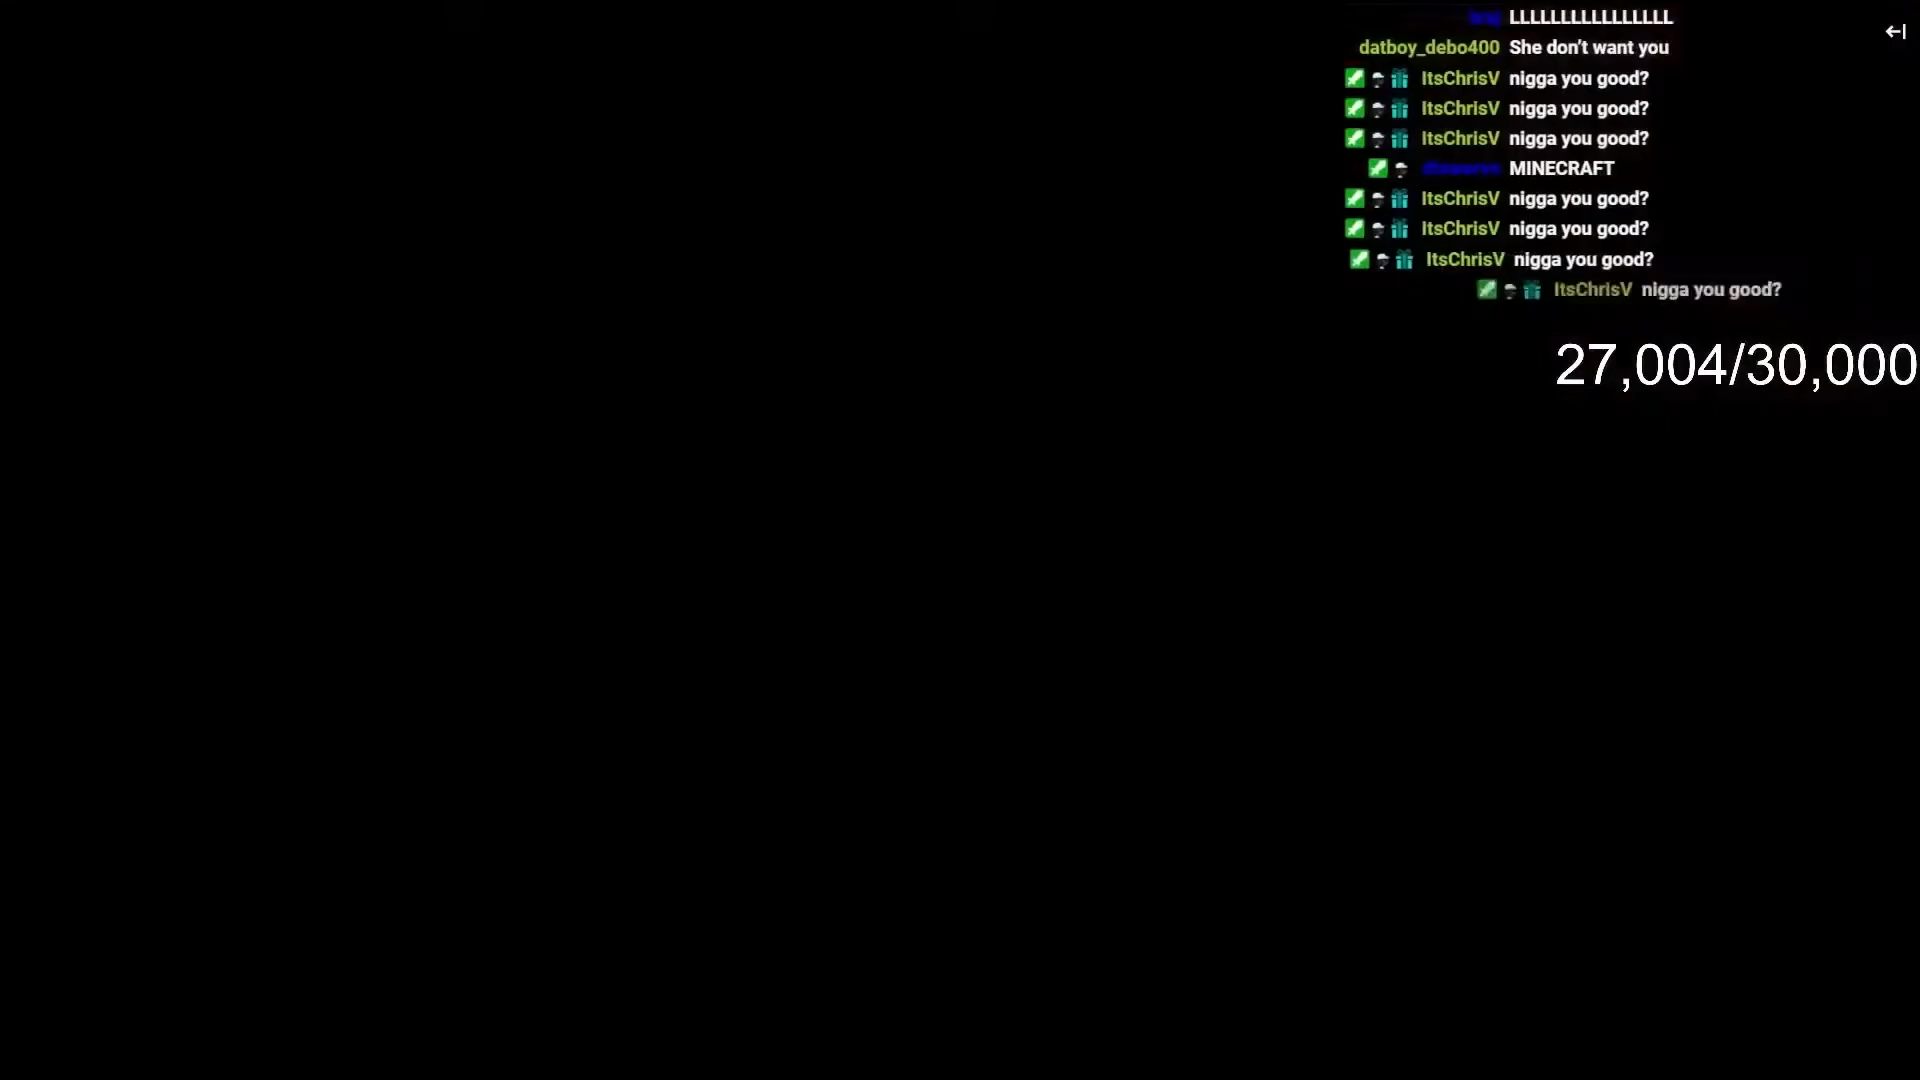 LLLLLLLLLLLLLLLL
datboy_debo400 She don't want you
ItsChrisV nigga you good?
ItsChrisV nigga you good?
ItsChrisV nigga you good?
MINECRAFT
ItsChrisV nigga you good?
ItsChrisV nigga you good?
ItsChrisV nigga you good?
ItsChrisV nigga you good?
27,004/30,000